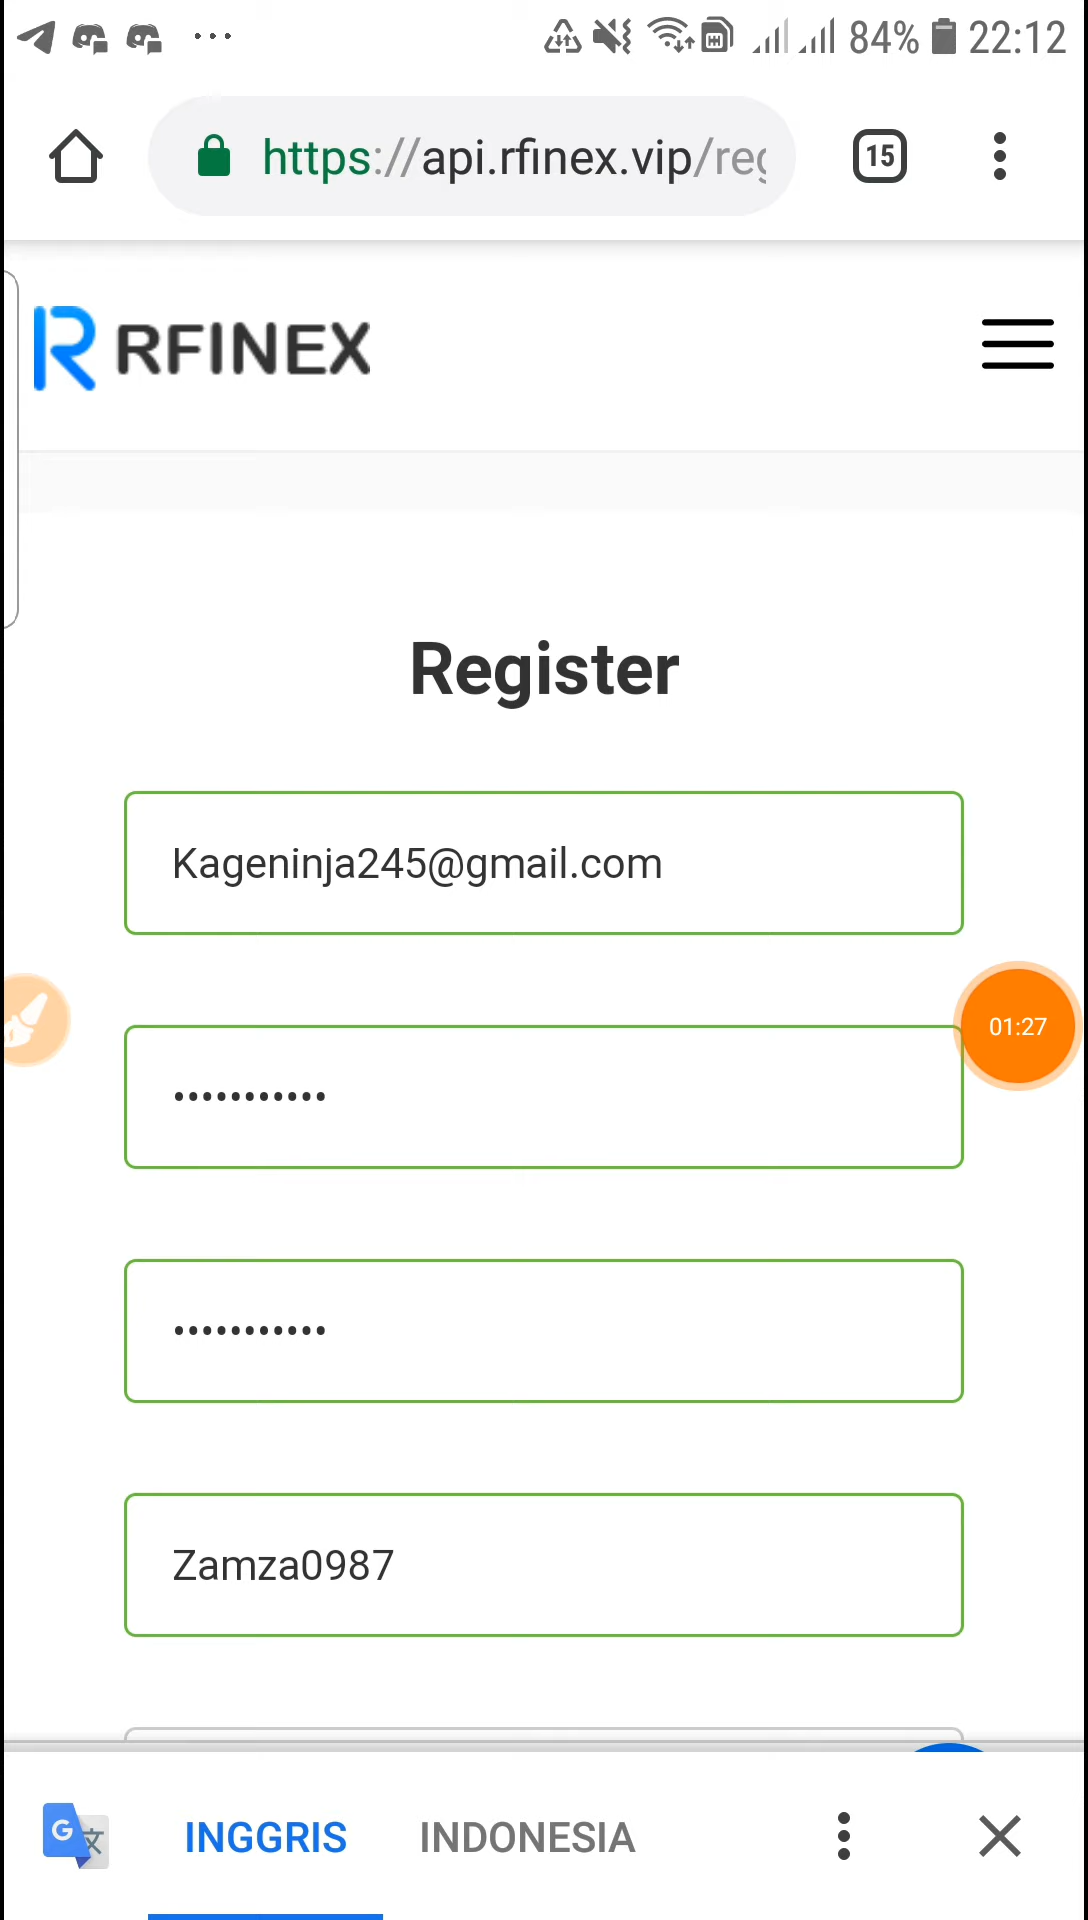 84% 22:12
https://api.rfinex.vip/reg
15
RFINEX
Register
Kageninja245@gmail.com
01:27
•••••••••••
•••••••••••
Zamza0987
G 文 INGGRIS INDONESIA